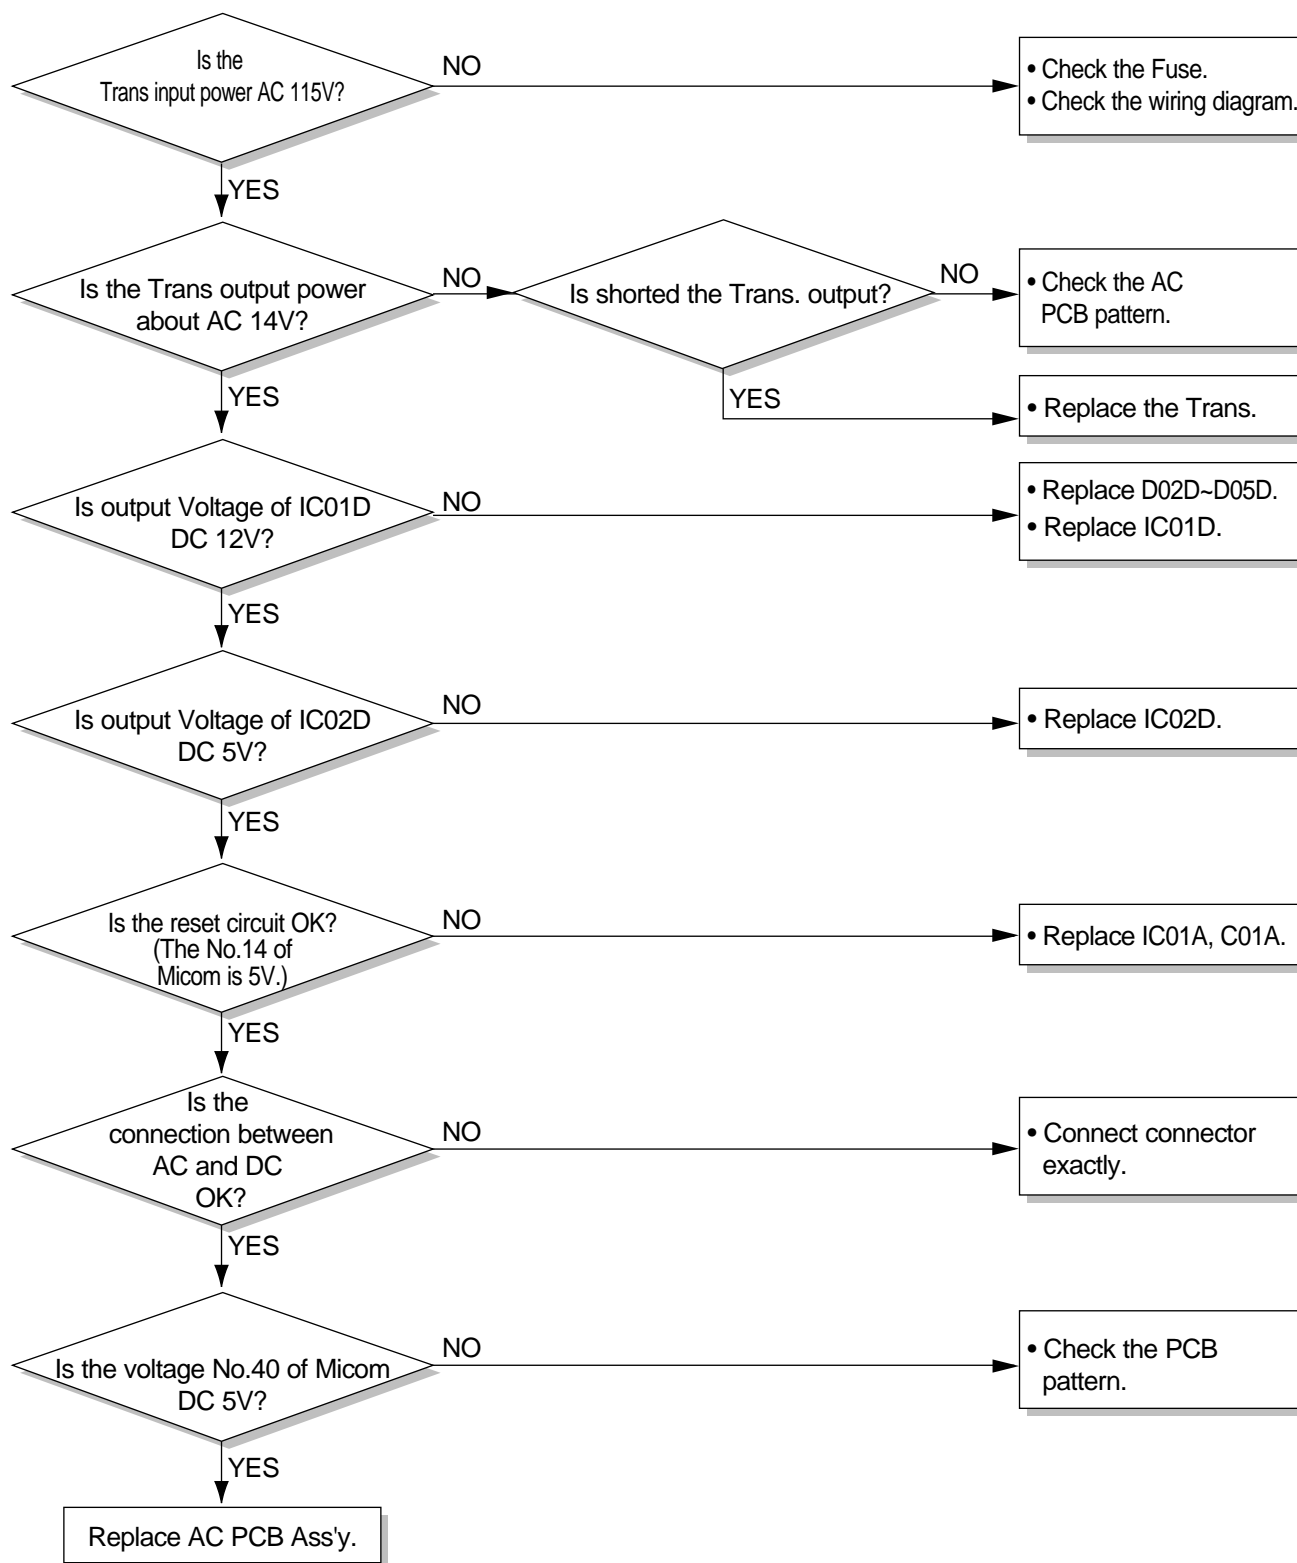 Is the
Trans input power AC 115V?
NO
• Check the Fuse.
• Check the wiring diagram.
YES
Is the Trans output power
about AC 14V?
NO
Is shorted the Trans. output?
NO
• Check the AC
PCB pattern.
YES
YES
• Replace the Trans.
Is output Voltage of IC01D
DC 12V?
NO
• Replace D02D~D05D.
• Replace IC01D.
YES
Is output Voltage of IC02D
DC 5V?
NO
• Replace IC02D.
YES
Is the reset circuit OK?
(The No.14 of
Micom is 5V.)
NO
• Replace IC01A, C01A.
YES
Is the
connection between
AC and DC
OK?
NO
• Connect connector
exactly.
YES
Is the voltage No.40 of Micom
DC 5V?
NO
• Check the PCB
pattern.
YES
Replace AC PCB Ass'y.